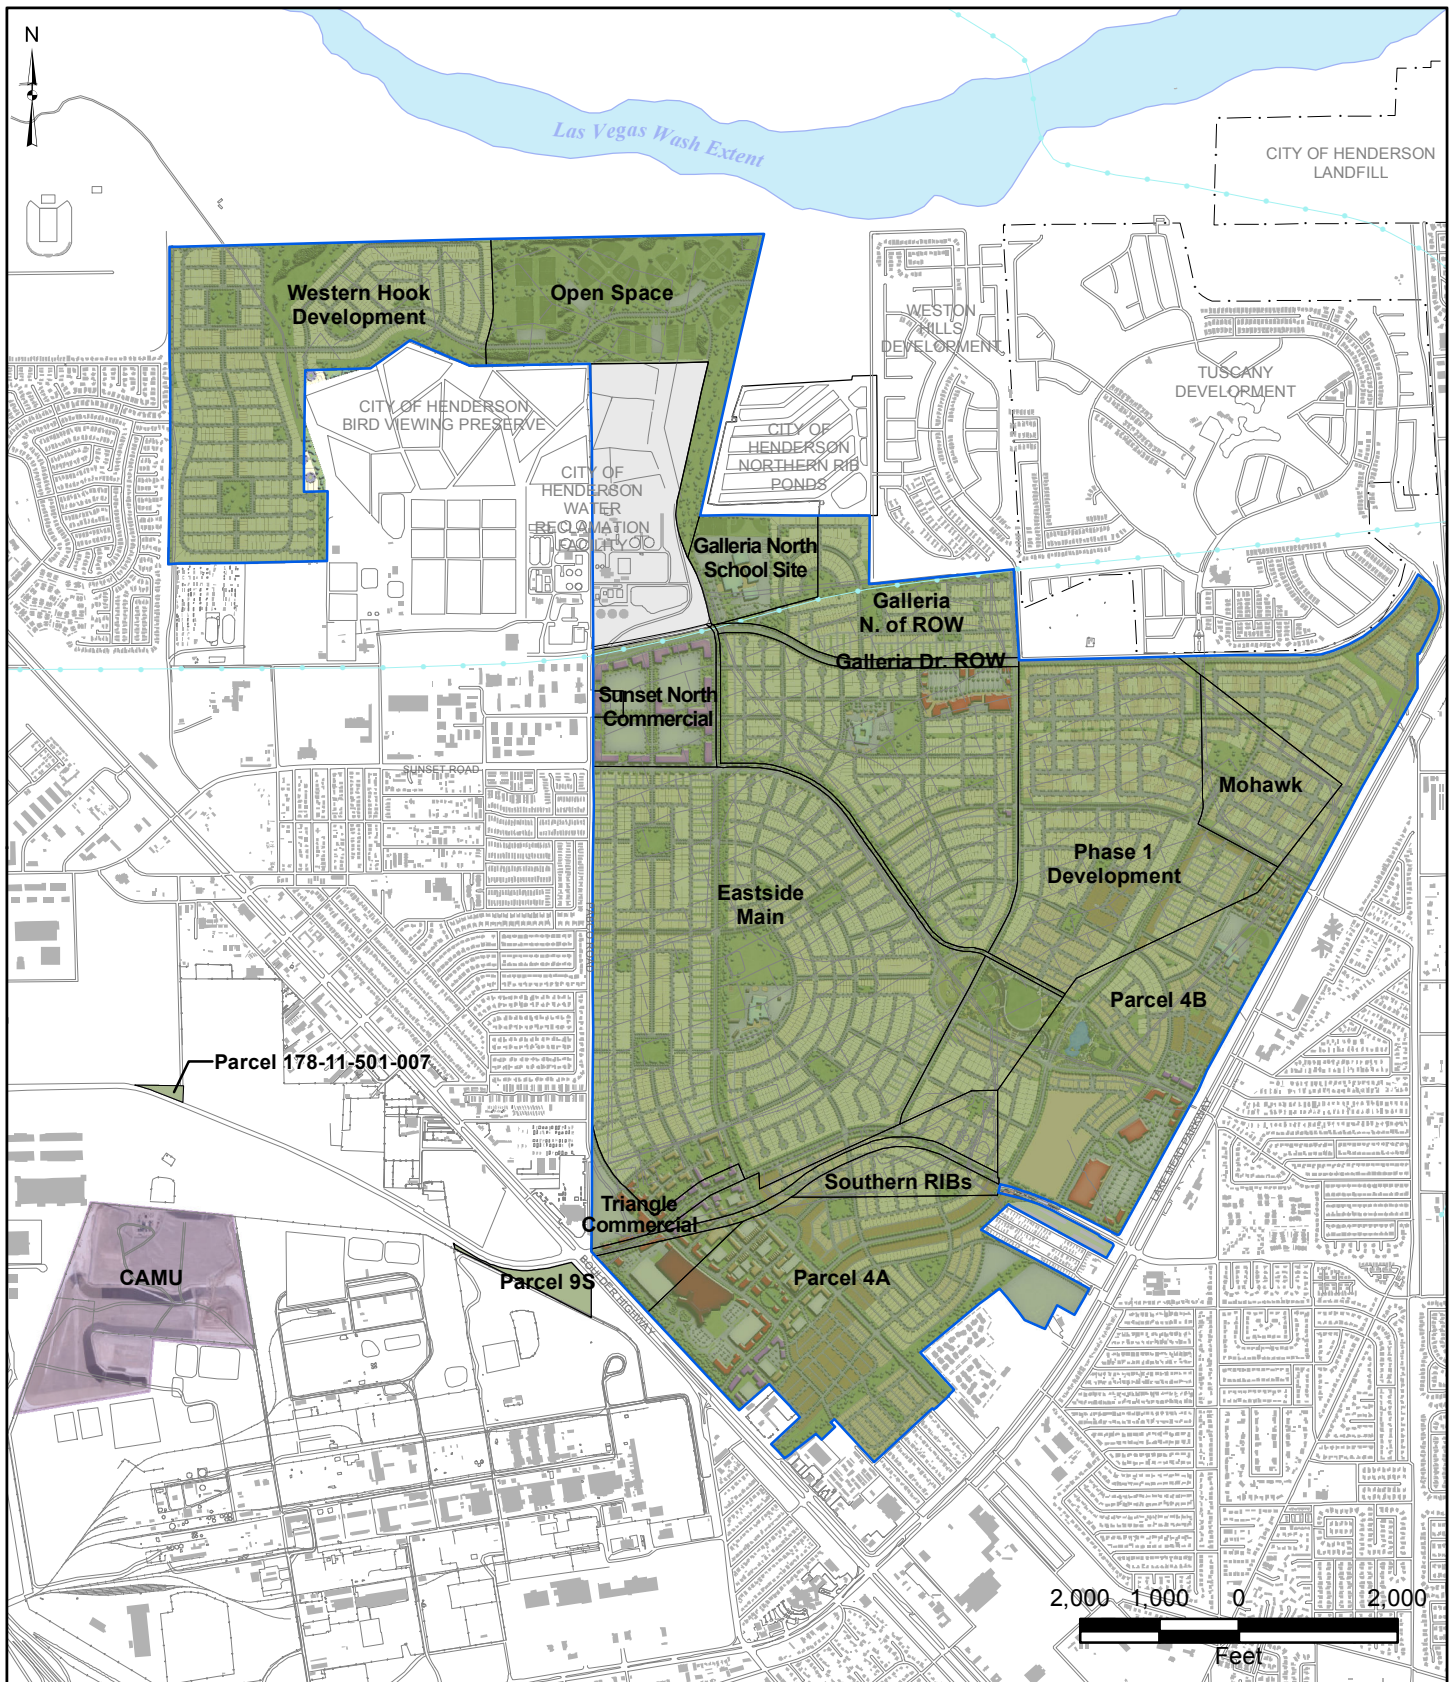 N
Las Vegas Wash Extent
CITY OF HENDERSON
LANDFILL
Western Hook
Development
Open Space
WESTON
HILLS
DEVELOPMENT
TUSCANY
DEVELOPMENT
CITY OF HENDERSON
BIRD VIEWING PRESERVE
CITY OF
HENDERSON
NORTHERN RIB
PONDS
CITY OF
HENDERSON
WATER
RECLAMATION
FACILITY
Galleria North
School Site
Galleria
N. of ROW
Galleria Dr. ROW
Sunset North
Commercial
SUNSET ROAD
Mohawk
Phase 1
Development
Eastside
Main
Parcel 4B
Parcel 178-11-501-007
LAKE MEAD PARKWAY
Southern RIBs
Triangle
Commercial
CAMU
Parcel 9S
BOULDER HIGHWAY
Parcel 4A
2,000 1,000 0 2,000
Feet